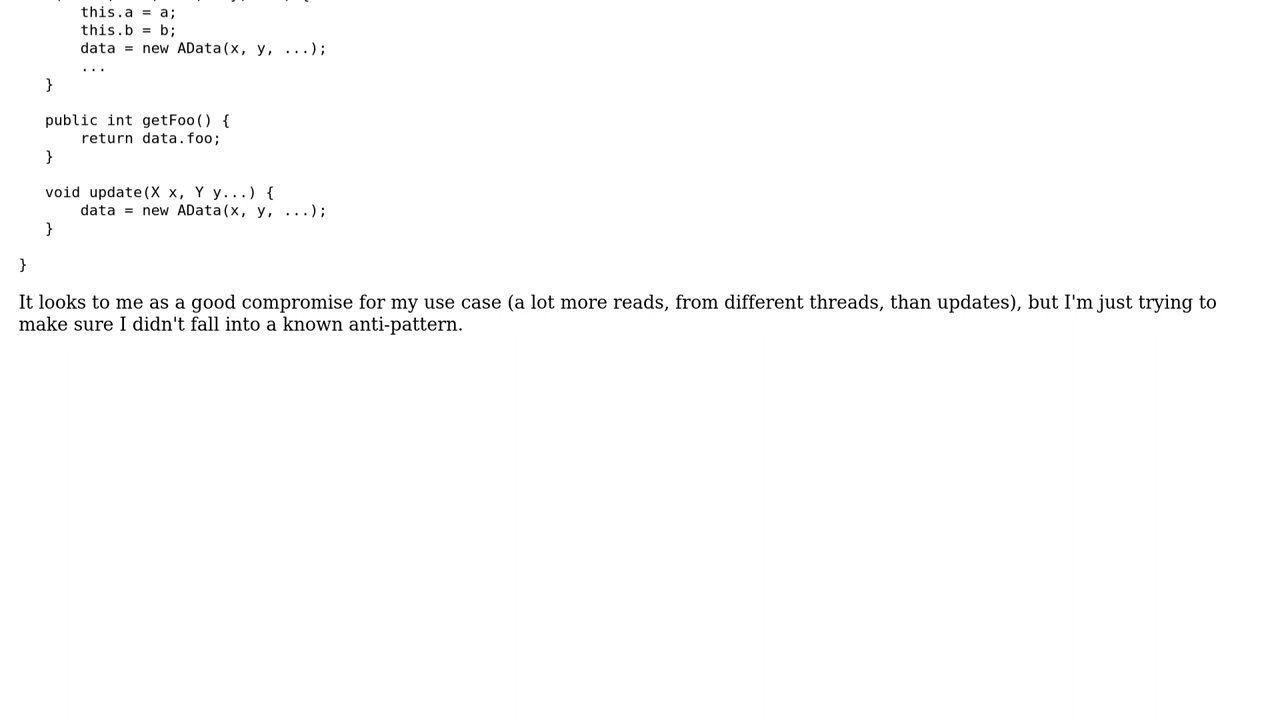 this.a = a;
this.b = b;
data = new AData(x, y, ...);
...
}
public int getFoo() {
return data.foo;
}
void update(X x, Y y...) {
data = new AData(x, y, ...);
}
}
It looks to me as a good compromise for my use case (a lot more reads, from different threads, than updates), but I'm just trying to
make sure I didn't fall into a known anti-pattern.